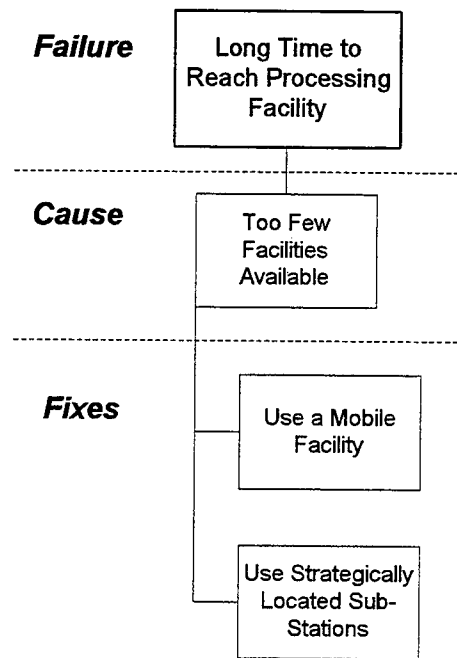 Failure
Long Time to
Reach Processing
Facility
Cause
Too Few
Facilities
Available
Fixes
Use a Mobile
Facility
Use Strategically
Located Sub-
Stations